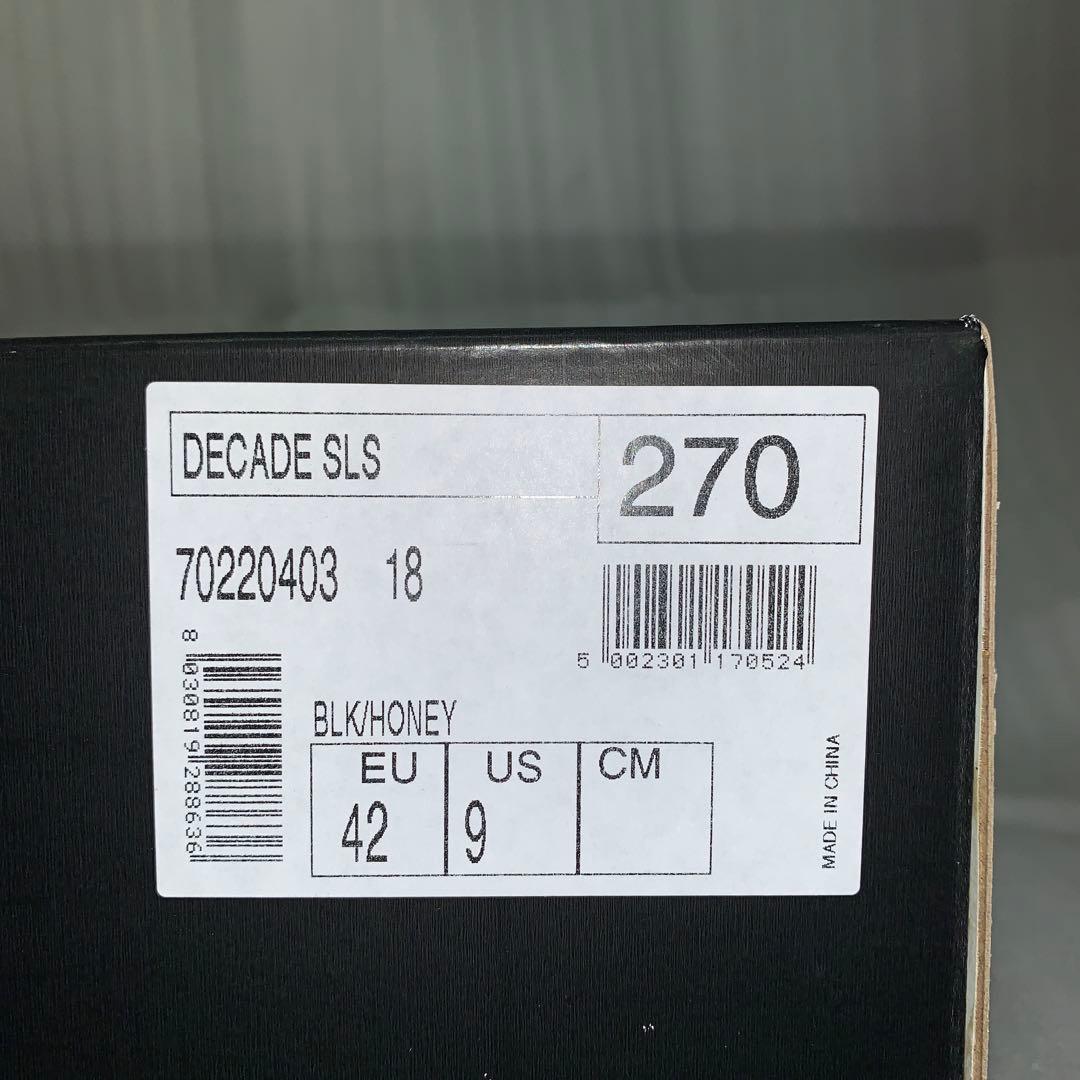 DECADE SLS
270
70220403 18
5 002301 170524
8 030819 288636
BLK/HONEY
EU US CM
42 9
MADE IN CHINA